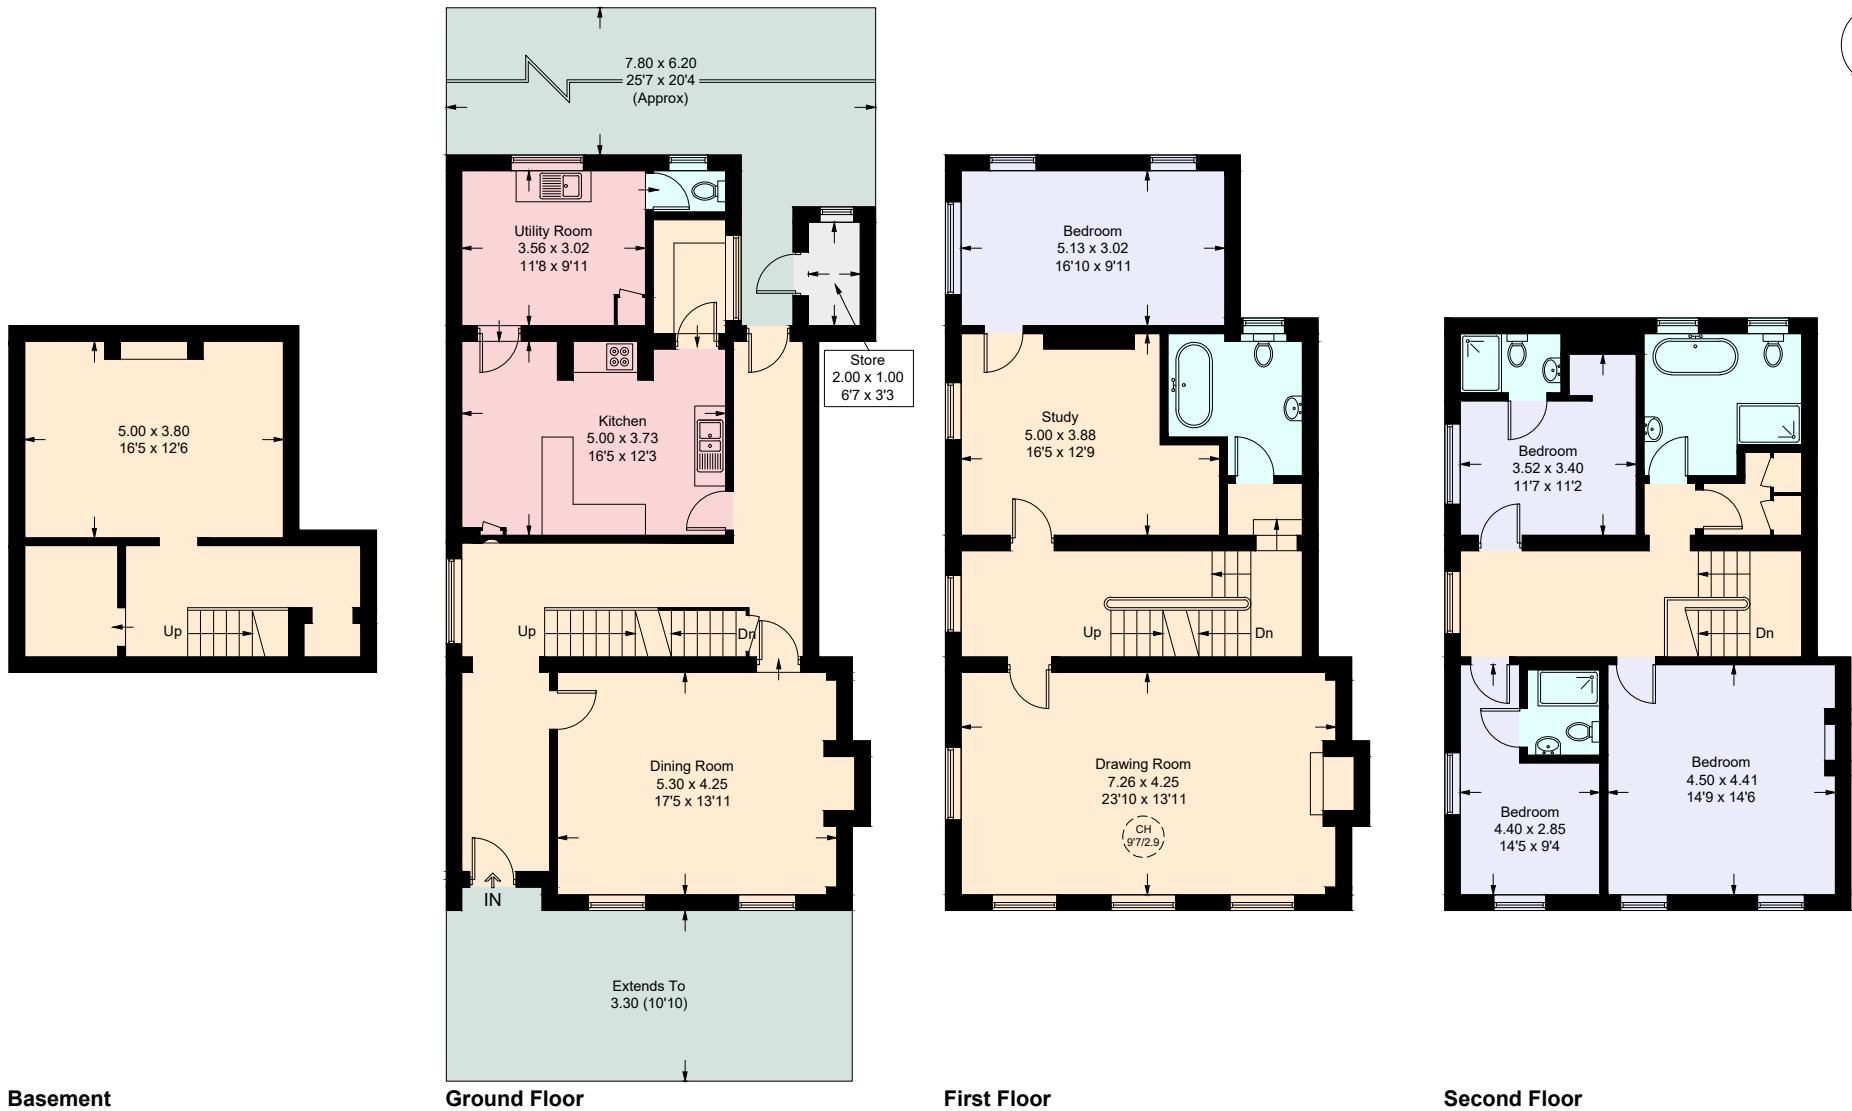 5.00 x 3.80
16'5 x 12'6
Up
Basement
7.80 x 6.20
25'7 x 20'4
(Approx)
Utility Room
3.56 x 3.02
11'8 x 9'11
Store
2.00 x 1.00
6'7 x 3'3
Kitchen
5.00 x 3.73
16'5 x 12'3
Up
Dn
Dining Room
5.30 x 4.25
17'5 x 13'11
IN
Extends To
3.30 (10'10)
Ground Floor
Bedroom
5.13 x 3.02
16'10 x 9'11
Study
5.00 x 3.88
16'5 x 12'9
Up
Dn
Drawing Room
7.26 x 4.25
23'10 x 13'11
CH
9'7/2.9
First Floor
Bedroom
3.52 x 3.40
11'7 x 11'2
Dn
Bedroom
4.50 x 4.41
14'9 x 14'6
Bedroom
4.40 x 2.85
14'5 x 9'4
Second Floor